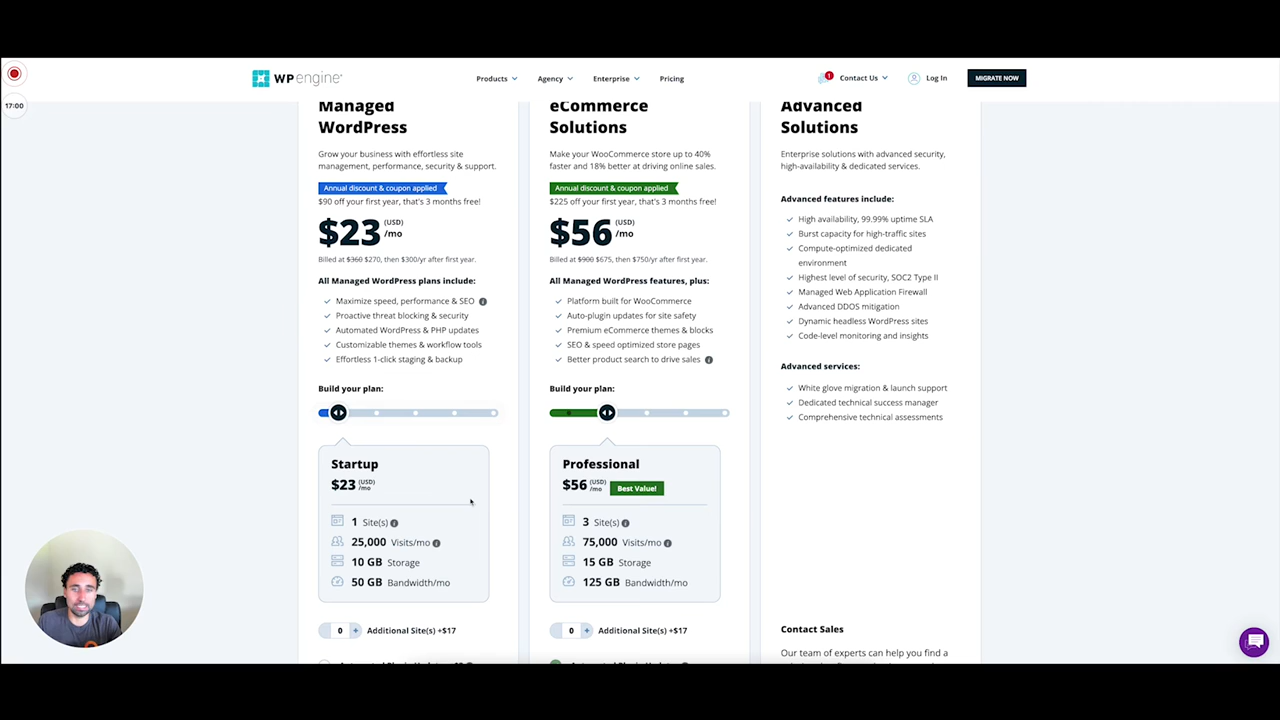 17:00
WP engine
Products
Agency
Enterprise
Pricing
1
Contact Us
Log In
MIGRATE NOW
Managed
WordPress
Grow your business with effortless site
management, performance, security & support.
Annual discount & coupon applied
$90 off your first year, that's 3 months free!
$23 (USD)
/mo
Billed at $360 $270, then $300/yr after first year.
All Managed WordPress plans include:
Maximize speed, performance & SEO
Proactive threat blocking & security
Automated WordPress & PHP updates
Customizable themes & workflow tools
Effortless 1-click staging & backup
Build your plan:
Startup
$23 (USD)
/mo
1 Site(s)
25,000 Visits/mo
10 GB Storage
50 GB Bandwidth/mo
0 + Additional Site(s) +$17
eCommerce
Solutions
Make your WooCommerce store up to 40%
faster and 18% better at driving online sales.
Annual discount & coupon applied
$225 off your first year, that's 3 months free!
$56 (USD)
/mo
Billed at $900 $675, then $750/yr after first year.
All Managed WordPress features, plus:
Platform built for WooCommerce
Auto-plugin updates for site safety
Premium eCommerce themes & blocks
SEO & speed optimized store pages
Better product search to drive sales
Build your plan:
Professional
$56 (USD)
/mo
Best Value!
3 Site(s)
75,000 Visits/mo
15 GB Storage
125 GB Bandwidth/mo
0 + Additional Site(s) +$17
Advanced
Solutions
Enterprise solutions with advanced security,
high-availability & dedicated services.
Advanced features include:
High availability, 99.99% uptime SLA
Burst capacity for high-traffic sites
Compute-optimized dedicated
environment
Highest level of security, SOC2 Type II
Managed Web Application Firewall
Advanced DDOS mitigation
Dynamic headless WordPress sites
Code-level monitoring and insights
Advanced services:
White glove migration & launch support
Dedicated technical success manager
Comprehensive technical assessments
Contact Sales
Our team of experts can help you find a